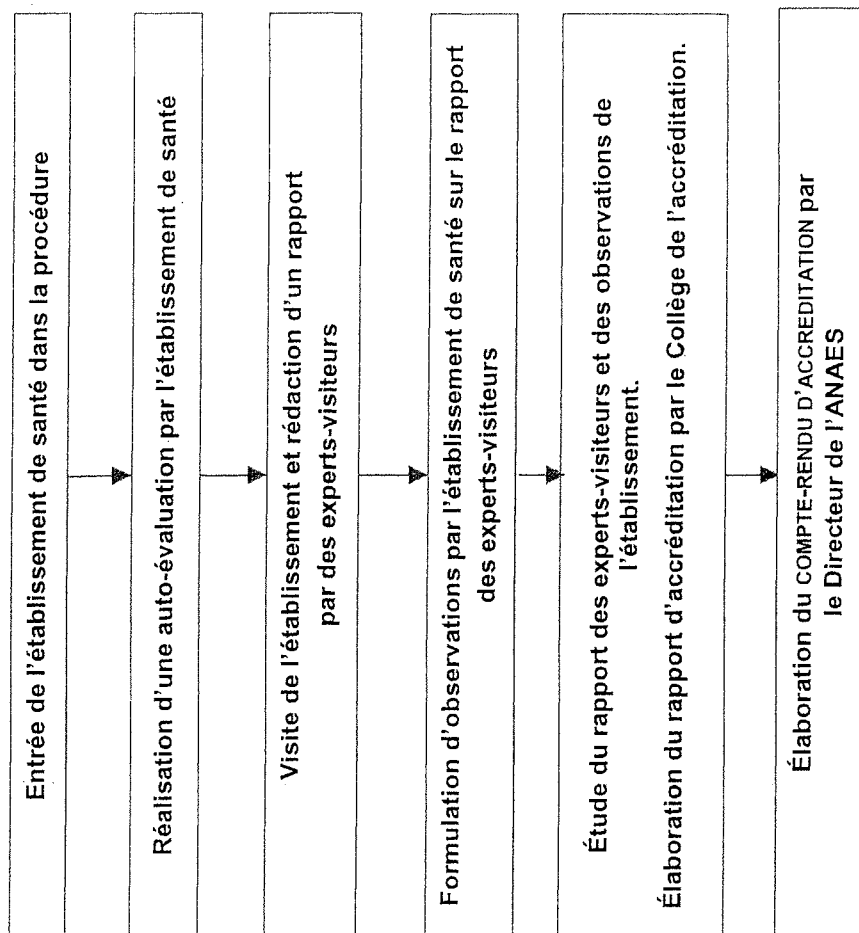 Entrée de l'établissement de santé dans la procédure
Réalisation d'une auto-évaluation par l'établissement de santé
Visite de l'établissement et rédaction d'un rapport
par des experts-visiteurs
Formulation d'observations par l'établissement de santé sur le rapport
des experts-visiteurs
Étude du rapport des experts-visiteurs et des observations de
l'établissement.
Élaboration du rapport d'accréditation par le Collège de l'accréditation.
Élaboration du COMPTE-RENDU D'ACCREDITATION par
le Directeur de l'ANAES